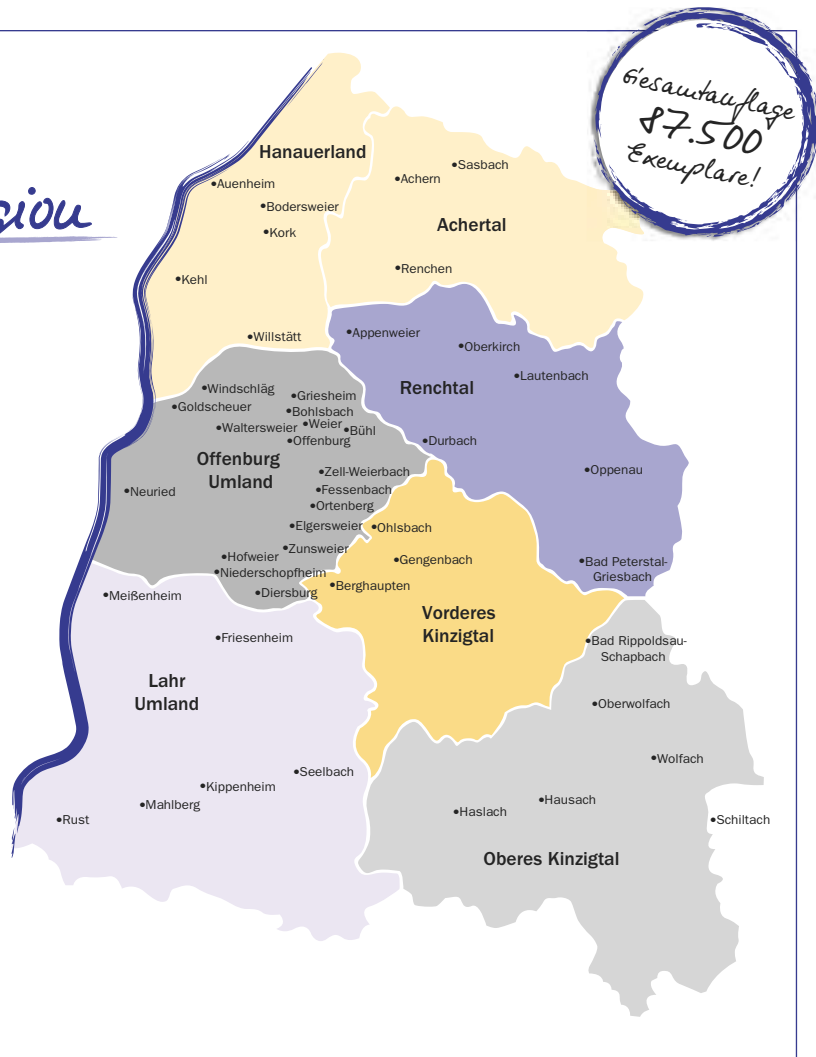 Gesamtauflage
87.500
Exemplare!
Hanauerland
•Sasbach
•Achern
•Auenheim
•Bodersweier
Achertal
•Kork
•Renchen
•Kehl
•Appenweier
•Willstätt
•Oberkirch
•Lautenbach
Renchtal
•Windschläg
•Griesheim
•Goldscheuer
•Bohlsbach
•Weier
•Waltersweier
•Bühl
•Offenburg
•Durbach
Offenburg
Umland
•Zell-Weierbach
•Oppenau
•Neuried
•Fessenbach
•Ortenberg
•Elgersweier
•Ohlsbach
•Zunsweier
•Hofweier
•Gengenbach
•Bad Peterstal-
Griesbach
•Niederschopfheim
•Berghaupten
•Diersburg
•Meißenheim
Vorderes
Kinzigtal
•Friesenheim
•Bad Rippoldsau-
Schapbach
Lahr
Umland
•Oberwolfach
•Wolfach
•Seelbach
•Kippenheim
•Hausach
•Mahlberg
•Haslach
•Rust
•Schiltach
Oberes Kinzigtal